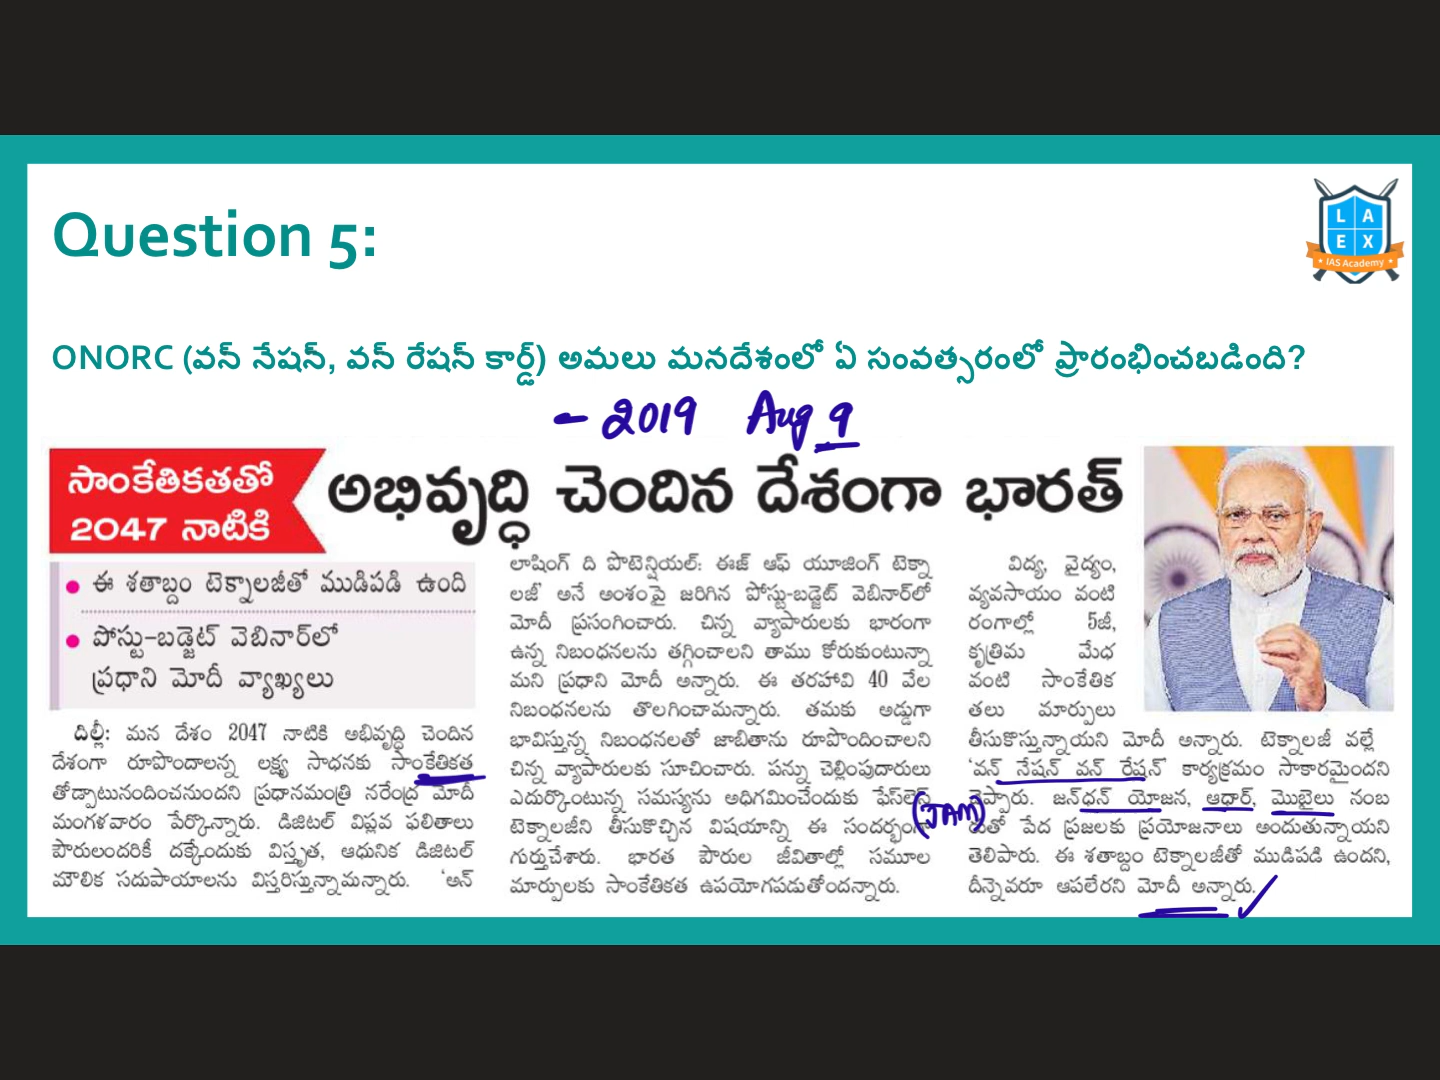 Question 5:
L A
E X
IAS Academy
ONORC (వన్ నేషన్, వన్ రేషన్ కార్డ్) అమలు మనదేశంలో ఏ సంవత్సరంలో ప్రారంభించబడింది?
- 2019 Aug 9
సాంకేతికతతో
2047 నాటికి
అభివృద్ధి చెందిన దేశంగా భారత్
• ఈ శతాబ్దం టెక్నాలజీతో ముడిపడి ఉంది
• పోస్టు-బడ్జెట్ వెబినార్‌లో
ప్రధాని మోదీ వ్యాఖ్యలు
దిల్లీ: మన దేశం 2047 నాటికి అభివృద్ధి చెందిన
దేశంగా రూపొందాలన్న లక్ష్య సాధనకు సాంకేతికత
తోడ్పాటునందించనుందని ప్రధానమంత్రి నరేంద్ర మోదీ
మంగళవారం పేర్కొన్నారు. డిజిటల్ విప్లవ ఫలితాలు
పౌరులందరికీ దక్కేందుకు విస్తృత, ఆధునిక డిజిటల్
మౌలిక సదుపాయాలను విస్తరిస్తున్నామన్నారు. ‘అన్
లాషింగ్ ది పొటెన్షియల్: ఈజ్ ఆఫ్ యూజింగ్ టెక్నా
లజీ’ అనే అంశంపై జరిగిన పోస్టు-బడ్జెట్ వెబినార్‌లో
మోదీ ప్రసంగించారు. చిన్న వ్యాపారులకు భారంగా
ఉన్న నిబంధనలను తగ్గించాలని తాము కోరుకుంటున్నా
మని ప్రధాని మోదీ అన్నారు. ఈ తరహావి 40 వేల
నిబంధనలను తొలగించామన్నారు. తమకు అడ్డుగా
భావిస్తున్న నిబంధనలతో జాబితాను రూపొందించాలని
చిన్న వ్యాపారులకు సూచించారు. పన్ను చెల్లింపుదారులు
ఎదుర్కొంటున్న సమస్యను అధిగమించేందుకు ఫేస్‌లెస్
టెక్నాలజీని తీసుకొచ్చిన విషయాన్ని ఈ సందర్భంగా
గుర్తుచేశారు. భారత పౌరుల జీవితాల్లో సమూల
మార్పులకు సాంకేతికత ఉపయోగపడుతోందన్నారు.
(JAM)
విద్య, వైద్యం,
వ్యవసాయం వంటి
రంగాల్లో 5జీ,
కృత్రిమ మేధ
వంటి సాంకేతిక
తలు మార్పులు
తీసుకొస్తున్నాయని మోదీ అన్నారు. టెక్నాలజీ వల్లే
‘వన్ నేషన్ వన్ రేషన్’ కార్యక్రమం సాకారమైందని
చెప్పారు. జన్‌ధన్ యోజన, ఆధార్, మొబైలు నంబ
రుతో పేద ప్రజలకు ప్రయోజనాలు అందుతున్నాయని
తెలిపారు. ఈ శతాబ్దం టెక్నాలజీతో ముడిపడి ఉందని,
దీన్నెవరూ ఆపలేరని మోదీ అన్నారు.